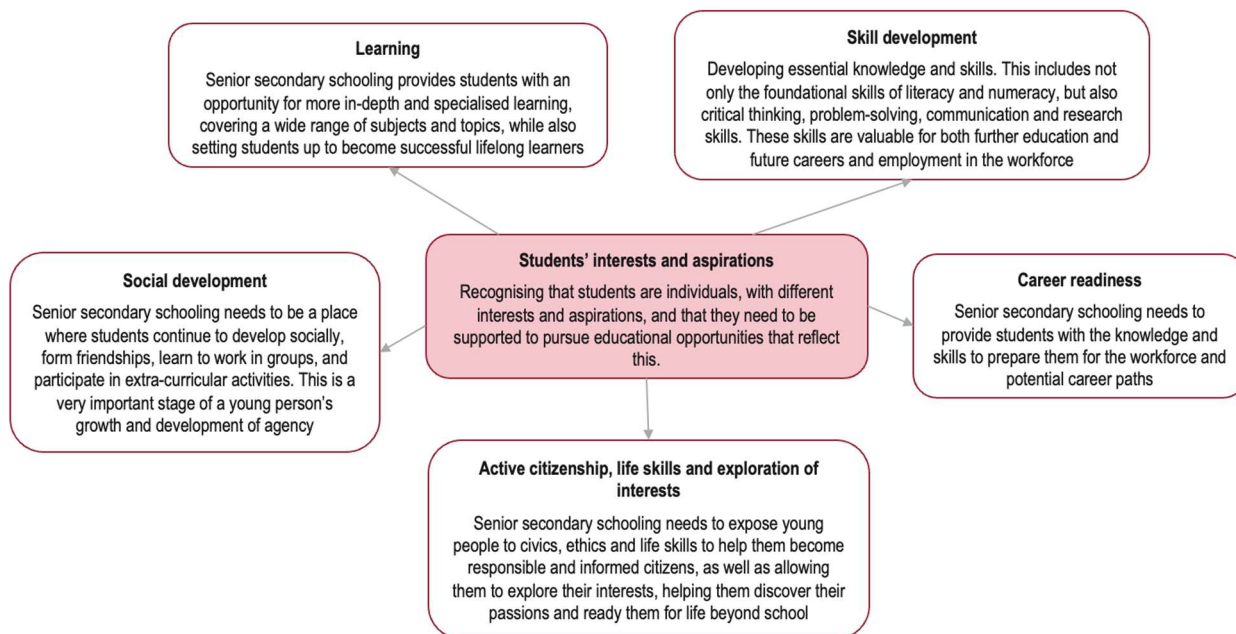 Learning
Senior secondary schooling provides students with an
opportunity for more in-depth and specialised learning,
covering a wide range of subjects and topics, while also
setting students up to become successful lifelong learners
Skill development
Developing essential knowledge and skills. This includes not
only the foundational skills of literacy and numeracy, but also
critical thinking, problem-solving, communication and research
skills. These skills are valuable for both further education and
future careers and employment in the workforce
Social development
Senior secondary schooling needs to be a place
where students continue to develop socially,
form friendships, learn to work in groups, and
participate in extra-curricular activities. This is a
very important stage of a young person's
growth and development of agency
Students' interests and aspirations
Recognising that students are individuals, with different
interests and aspirations, and that they need to be
supported to pursue educational opportunities that reflect
this.
Career readiness
Senior secondary schooling needs to
provide students with the knowledge and
skills to prepare them for the workforce and
potential career paths
Active citizenship, life skills and exploration of
interests
Senior secondary schooling needs to expose young
people to civics, ethics and life skills to help them become
responsible and informed citizens, as well as allowing
them to explore their interests, helping them discover their
passions and ready them for life beyond school